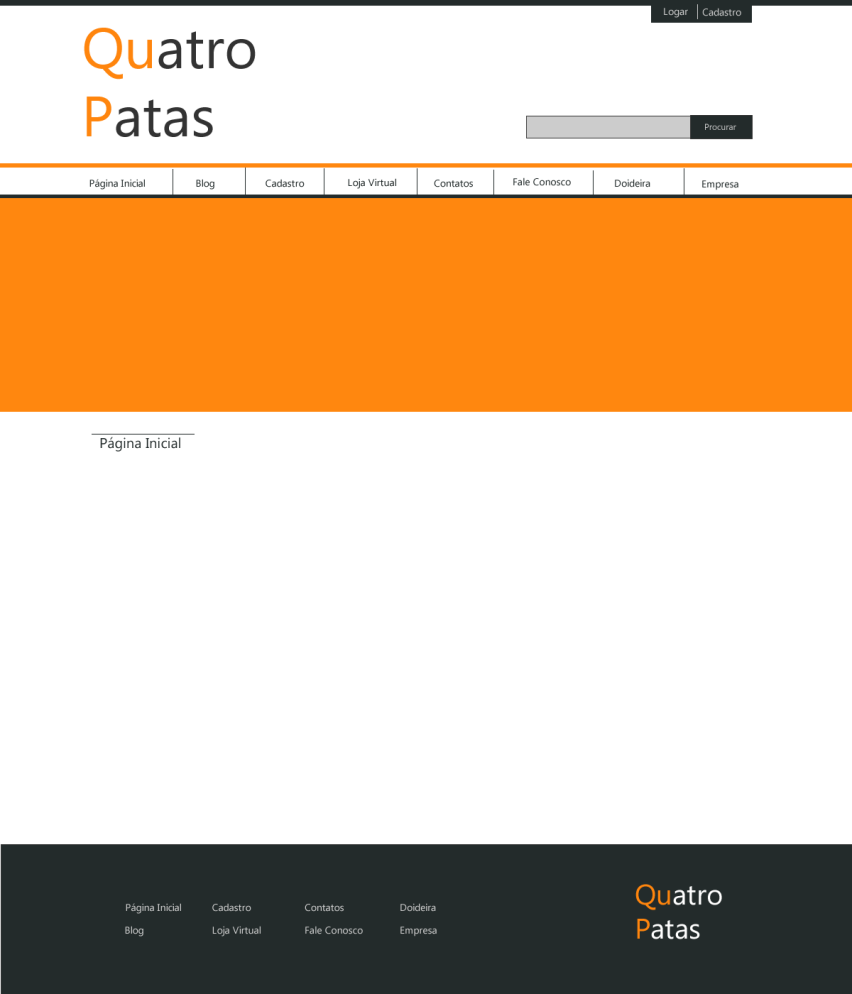 Logar Cadastro
Quatro
Patas
Procurar
Página Inicial Blog Cadastro Loja Virtual Contatos Fale Conosco Doideira Empresa
Página Inicial
Página Inicial Cadastro Contatos Doideira
Blog Loja Virtual Fale Conosco Empresa
Quatro
Patas